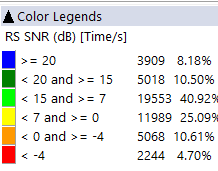 Color Legends
RS SNR (dB) [Time/s]
>= 20 3909 8.18%
< 20 and >= 15 5018 10.50%
< 15 and >= 7 19553 40.92%
< 7 and >= 0 11989 25.09%
< 0 and >= -4 5068 10.61%
< -4 2244 4.70%